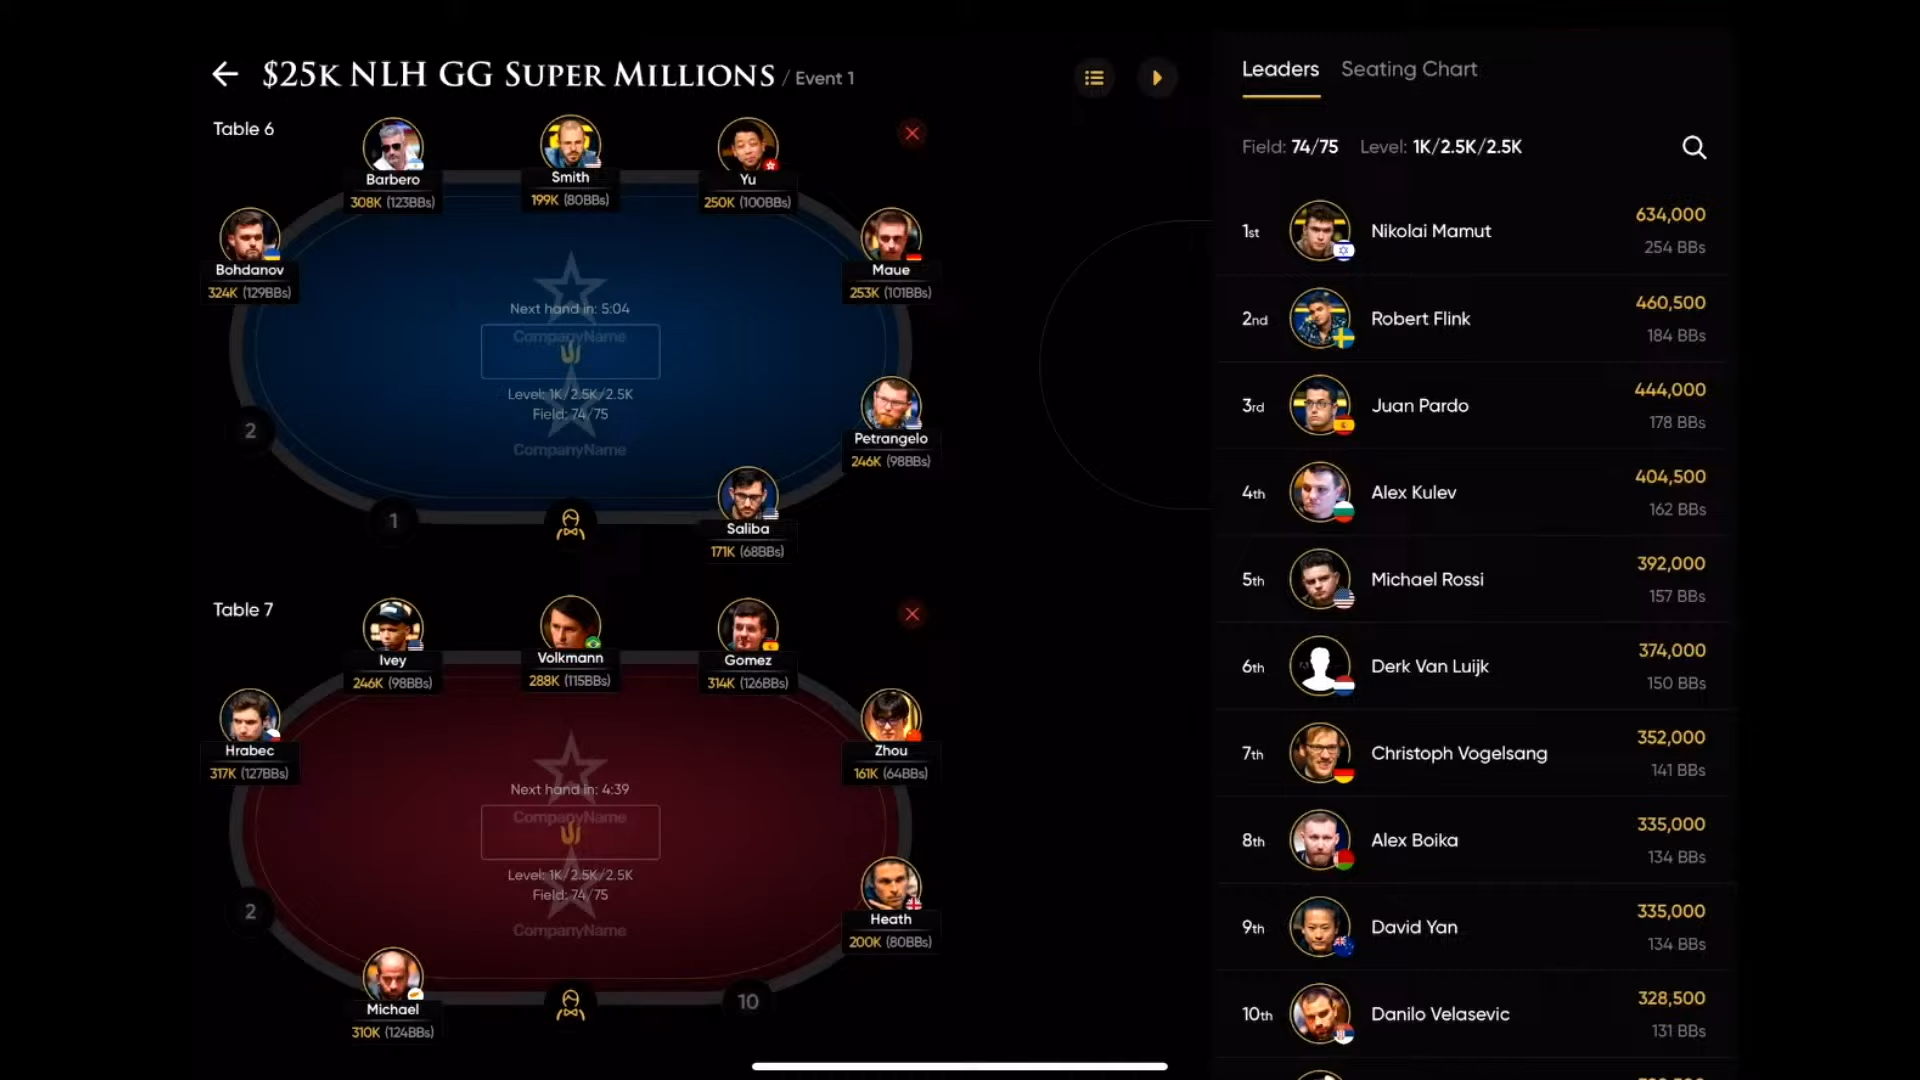 $25K NLH GG SUPER MILLIONS / Event 1
Table 6
Barbero
308K (123BBs)
Smith
199K (80BBs)
Yu
250K (100BBs)
Bohdanov
324K (129BBs)
Maue
253K (101BBs)
Next hand in: 5:04
CompanyName
Level: 1K/2.5K/2.5K
Field: 74/75
CompanyName
Petrangelo
246K (98BBs)
2
Saliba
171K (68BBs)
1
Table 7
Ivey
246K (98BBs)
Volkmann
288K (115BBs)
Gomez
314K (126BBs)
Hrabec
317K (127BBs)
Zhou
161K (64BBs)
Next hand in: 4:39
CompanyName
Level: 1K/2.5K/2.5K
Field: 74/75
CompanyName
Heath
200K (80BBs)
2
Michael
310K (124BBs)
10
Leaders Seating Chart
Field: 74/75 Level: 1K/2.5K/2.5K
1st Nikolai Mamut 634,000
254 BBs
2nd Robert Flink 460,500
184 BBs
3rd Juan Pardo 444,000
178 BBs
4th Alex Kulev 404,500
162 BBs
5th Michael Rossi 392,000
157 BBs
6th Derk Van Luijk 374,000
150 BBs
7th Christoph Vogelsang 352,000
141 BBs
8th Alex Boika 335,000
134 BBs
9th David Yan 335,000
134 BBs
10th Danilo Velasevic 328,500
131 BBs